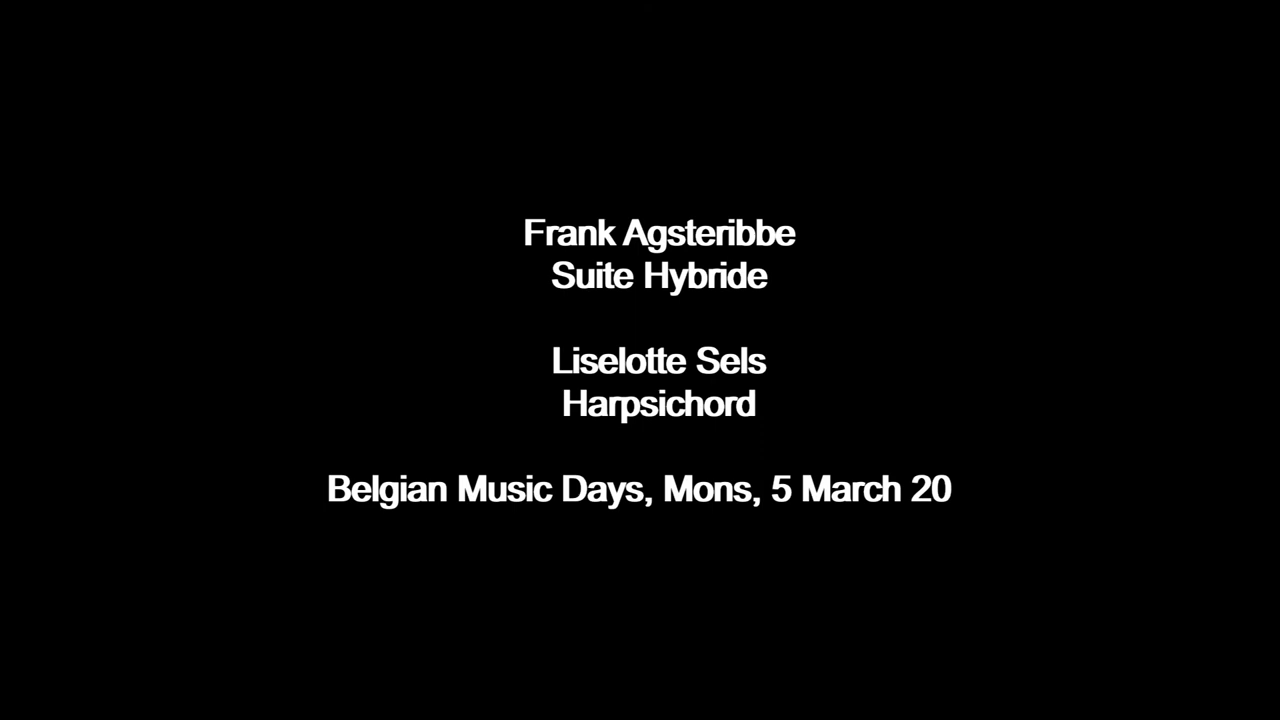 Frank Agsteribbe
Suite Hybride
Liselotte Sels
Harpsichord
Belgian Music Days, Mons, 5 March 20